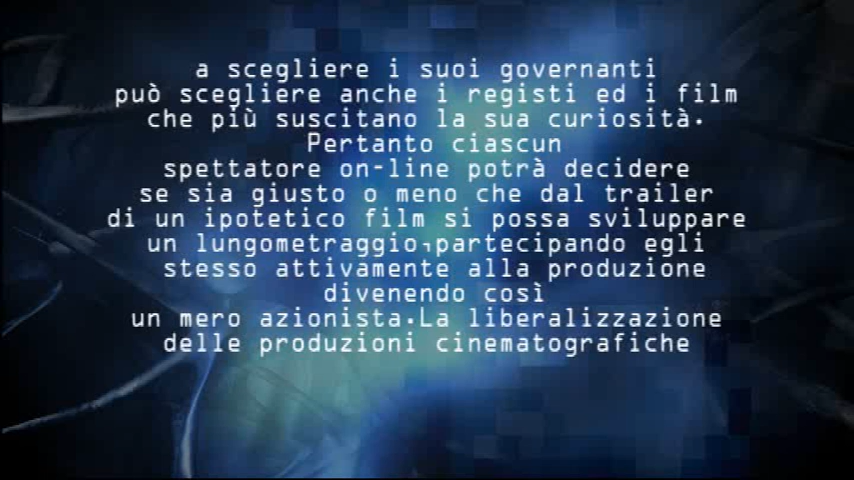 a scegliere i suoi governanti
può scegliere anche i registi ed i film
che più suscitano la sua curiosità.
Pertanto ciascun
spettatore on-line potrà decidere
se sia giusto o meno che dal trailer
di un ipotetico film si possa sviluppare
un lungometraggio,partecipando egli
stesso attivamente alla produzione
divenendo così
un mero azionista.La liberalizzazione
delle produzioni cinematografiche